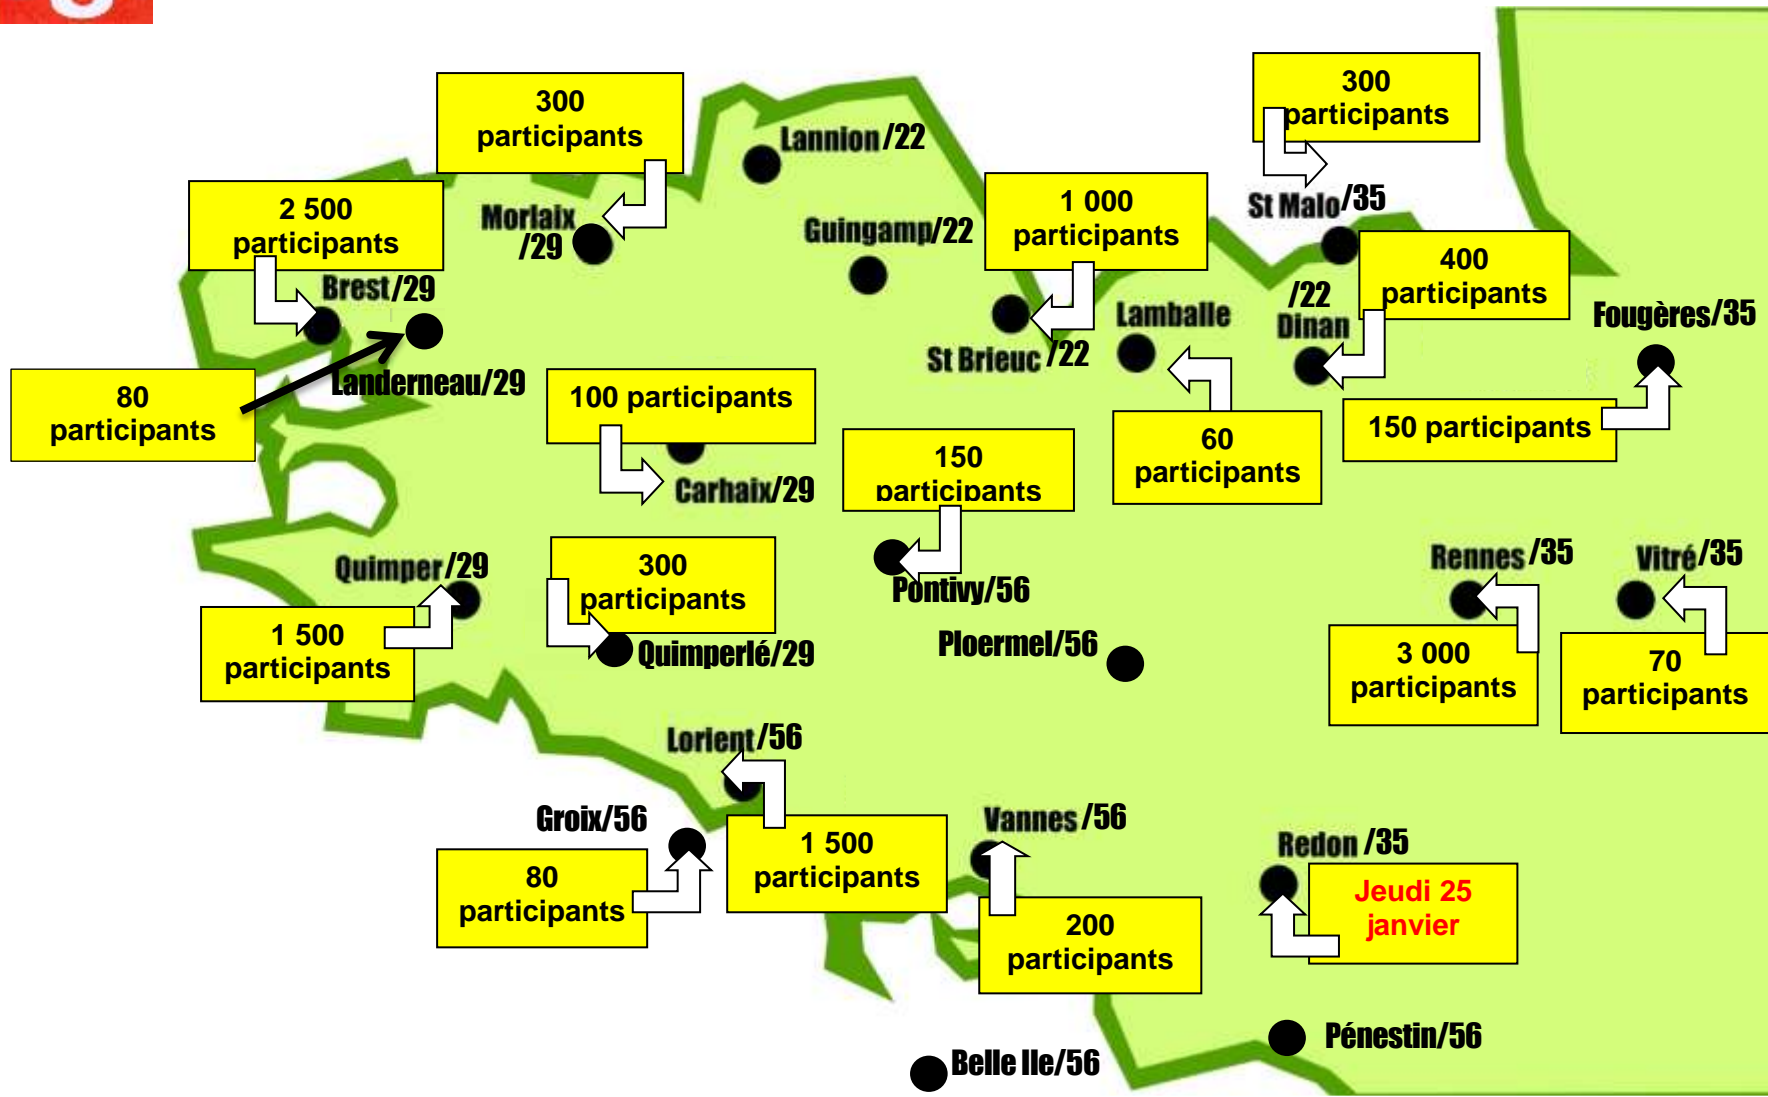 300
participants
300
participants
Lannion /22
2 500
participants
Morlaix
/29
Guingamp/22
1 000
participants
St Malo/35
400
participants
Brest/29
/22
Dinan
Lamballe
Fougères/35
St Brieuc /22
Landerneau/29
80
participants
100 participants
60
participants
150 participants
150
participants
Carhaix/29
Quimper/29
300
participants
Pontivy/56
Rennes/35
Vitré/35
1 500
participants
Quimperlé/29
Ploermel/56
3 000
participants
70
participants
Lorient/56
Groix/56
1 500
participants
Vannes /56
Redon /35
80
participants
Jeudi 25
janvier
200
participants
Pénestin/56
Belle Ile/56